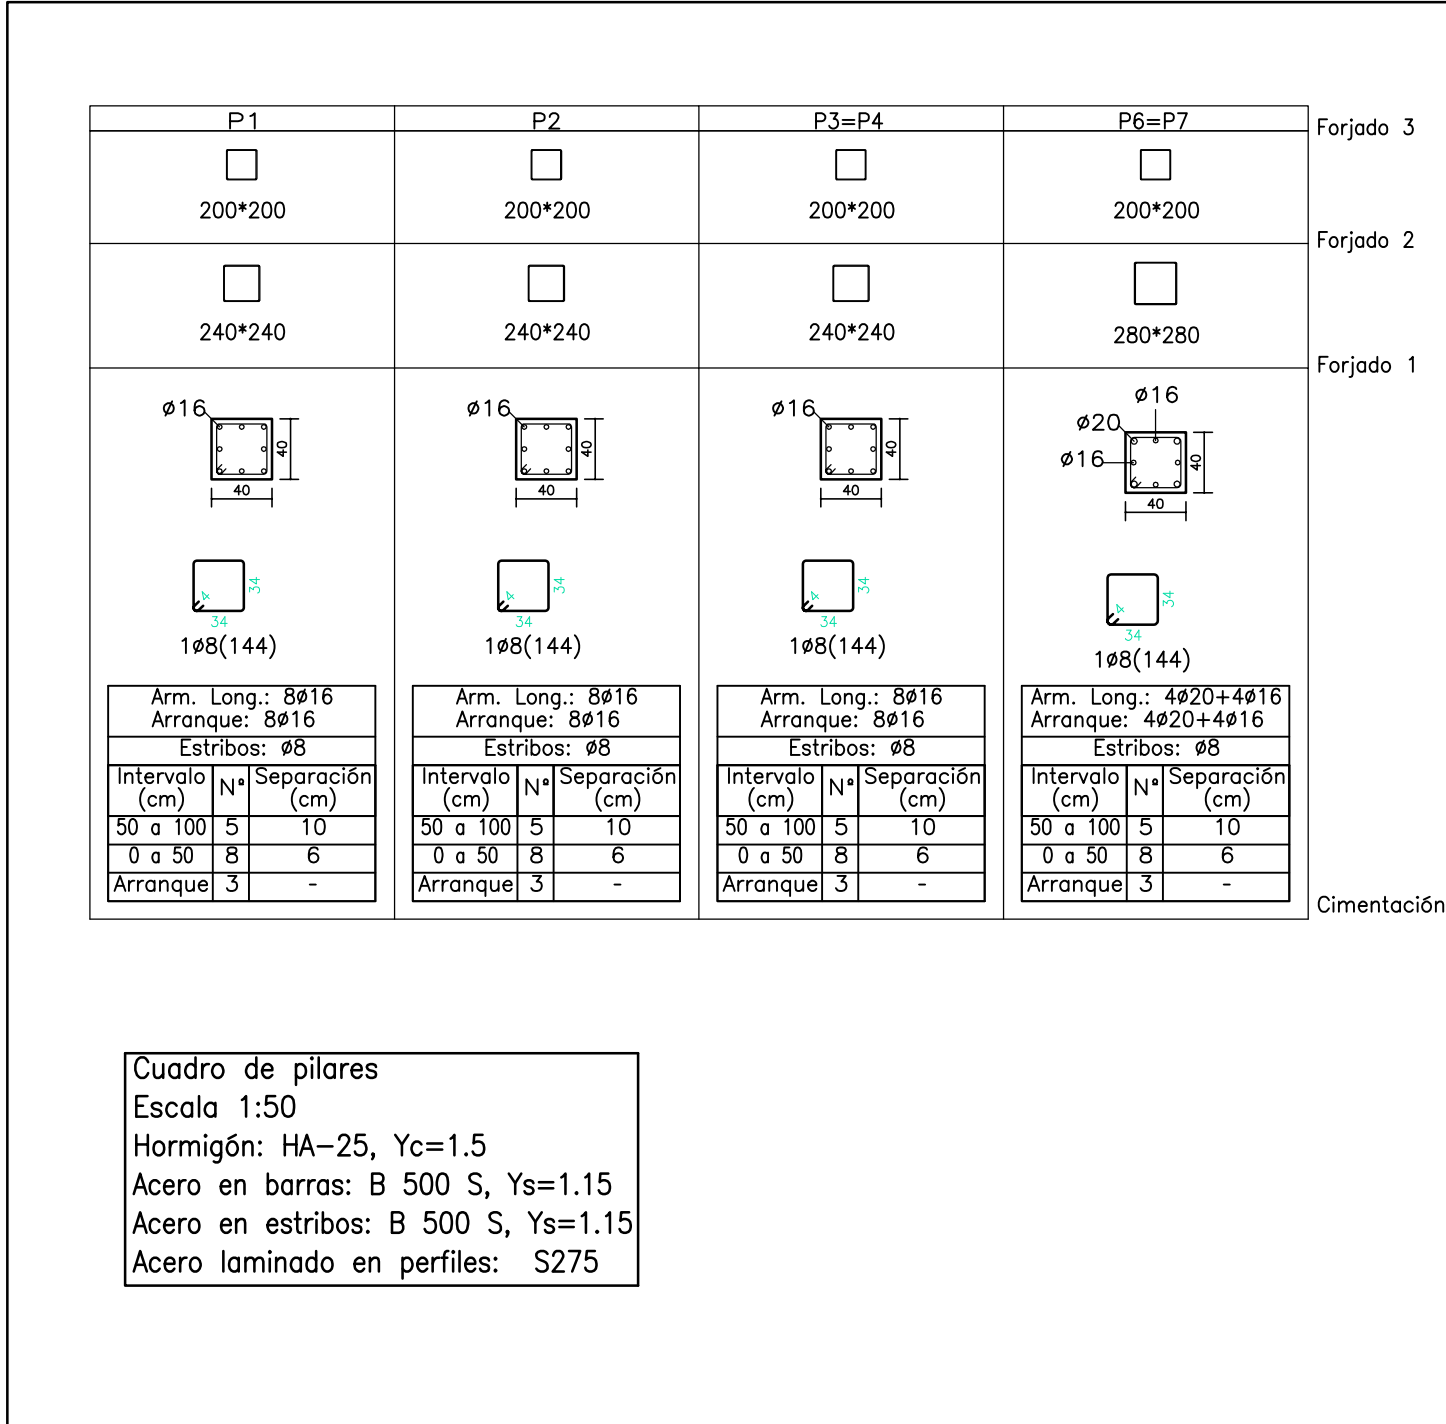 P1 P2 P3=P4 P6=P7
Forjado 3
200*200 200*200 200*200 200*200
Forjado 2
240*240 240*240 240*240 280*280
Forjado 1
ø16 ø16 ø16 ø16
ø20
ø16
40 40 40 40
40 40 40 40
4 4 4 4
34 34 34 34
34 34 34 34
1ø8(144) 1ø8(144) 1ø8(144) 1ø8(144)
Arm. Long.: 8ø16 Arm. Long.: 8ø16 Arm. Long.: 8ø16 Arm. Long.: 4ø20+4ø16
Arranque: 8ø16 Arranque: 8ø16 Arranque: 8ø16 Arranque: 4ø20+4ø16
Estribos: ø8 Estribos: ø8 Estribos: ø8 Estribos: ø8
Intervalo (cm) Nº Separación (cm) Intervalo (cm) Nº Separación (cm) Intervalo (cm) Nº Separación (cm) Intervalo (cm) Nº Separación (cm)
50 a 100 5 10 50 a 100 5 10 50 a 100 5 10 50 a 100 5 10
0 a 50 8 6 0 a 50 8 6 0 a 50 8 6 0 a 50 8 6
Arranque 3 - Arranque 3 - Arranque 3 - Arranque 3 -
Cimentación
Cuadro de pilares
Escala 1:50
Hormigón: HA-25, Yc=1.5
Acero en barras: B 500 S, Ys=1.15
Acero en estribos: B 500 S, Ys=1.15
Acero laminado en perfiles: S275